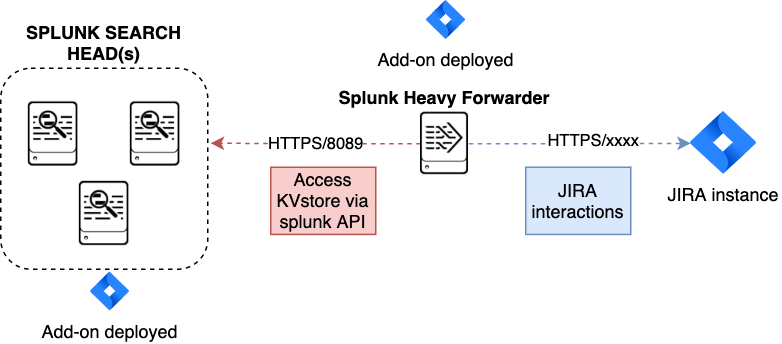 SPLUNK SEARCH
HEAD(s)
Add-on deployed
Splunk Heavy Forwarder
HTTPS/8089
HTTPS/xxxx
Access
KVstore via
splunk API
JIRA
interactions
JIRA instance
Add-on deployed